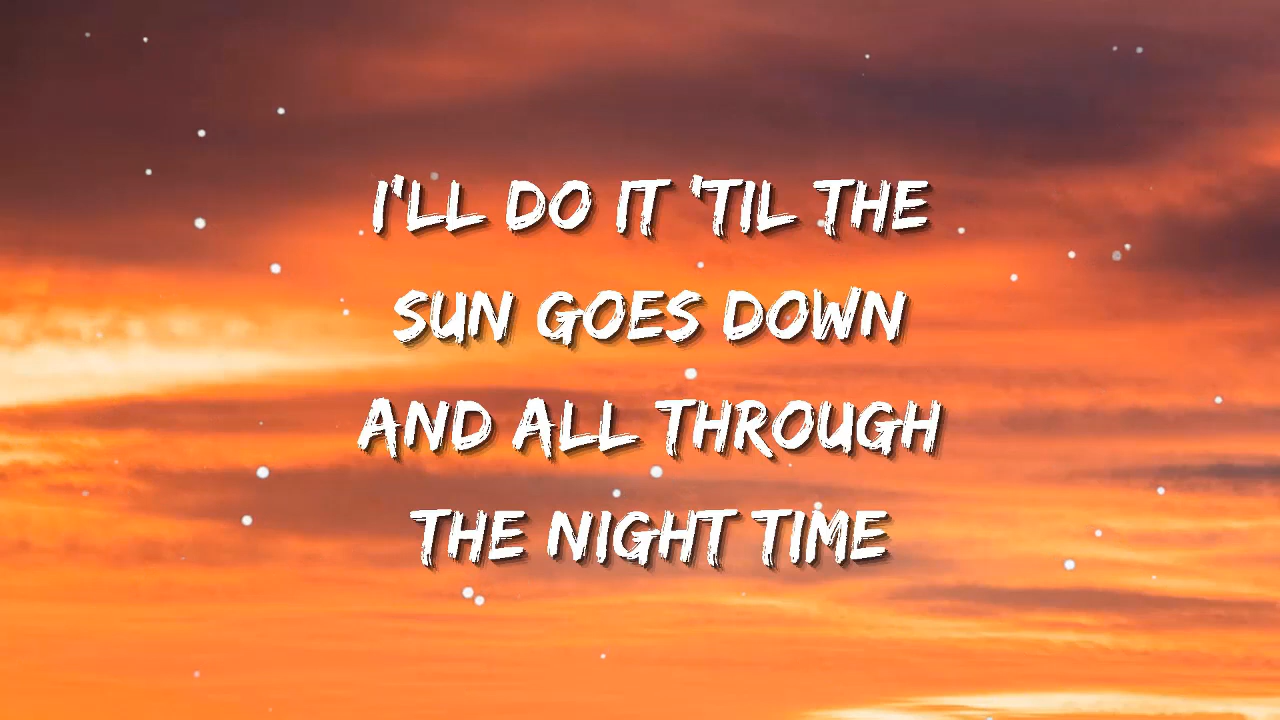 I'LL DO IT 'TIL THE
SUN GOES DOWN
AND ALL THROUGH
THE NIGHT TIME